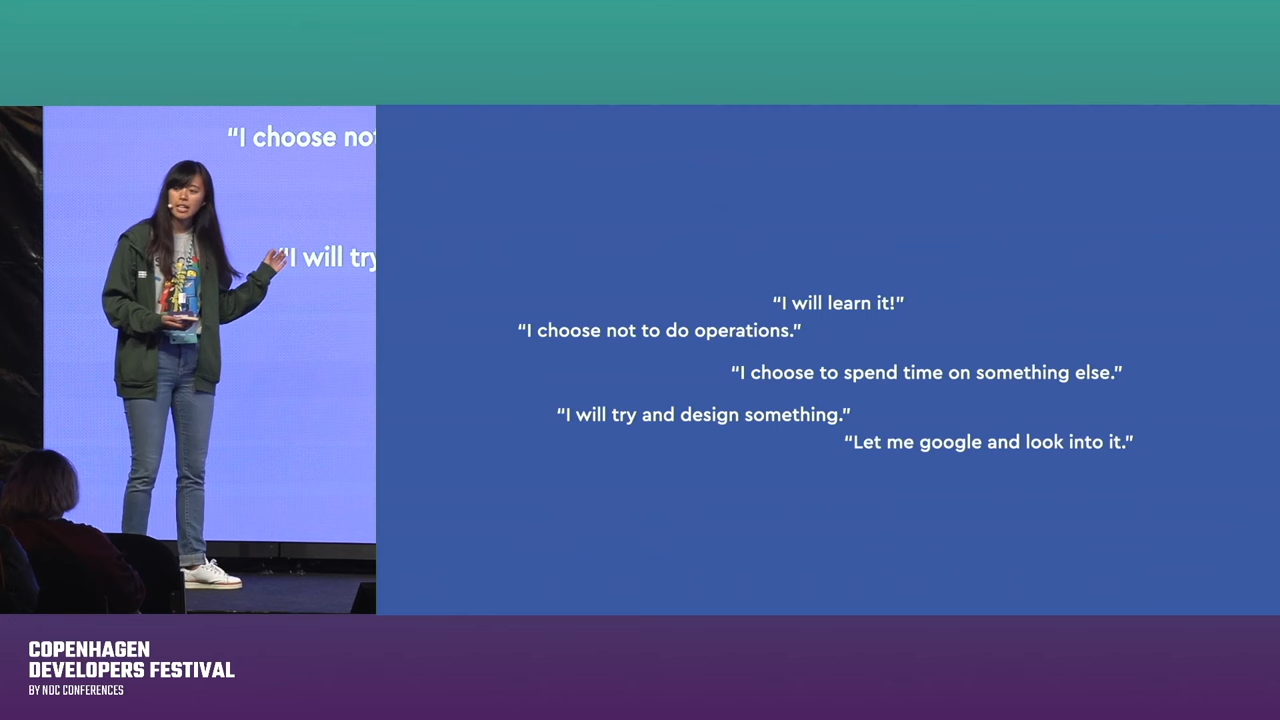 “I choose not
“I will try
“I will learn it!”
“I choose not to do operations.”
“I choose to spend time on something else.”
“I will try and design something.”
“Let me google and look into it.”
COPENHAGEN
DEVELOPERS FESTIVAL
BY NDC CONFERENCES